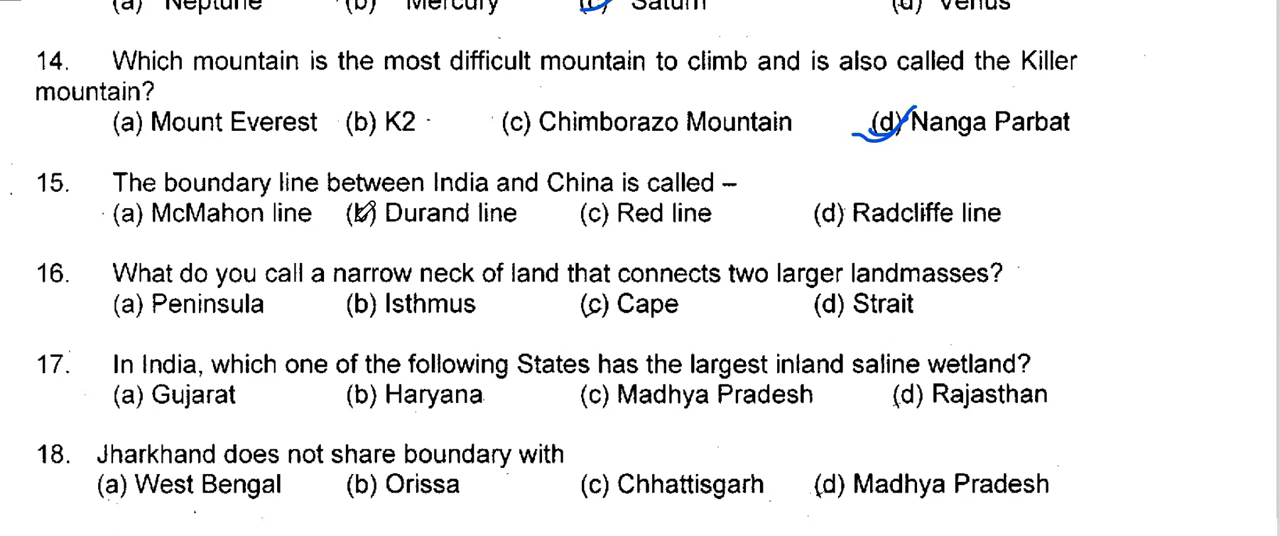 (a) Neptune (b) Mercury (c) Saturn (d) Venus
14. Which mountain is the most difficult mountain to climb and is also called the Killer
mountain?
(a) Mount Everest (b) K2 (c) Chimborazo Mountain (d) Nanga Parbat
15. The boundary line between India and China is called –
(a) McMahon line (b) Durand line (c) Red line (d) Radcliffe line
16. What do you call a narrow neck of land that connects two larger landmasses?
(a) Peninsula (b) Isthmus (c) Cape (d) Strait
17. In India, which one of the following States has the largest inland saline wetland?
(a) Gujarat (b) Haryana (c) Madhya Pradesh (d) Rajasthan
18. Jharkhand does not share boundary with
(a) West Bengal (b) Orissa (c) Chhattisgarh (d) Madhya Pradesh